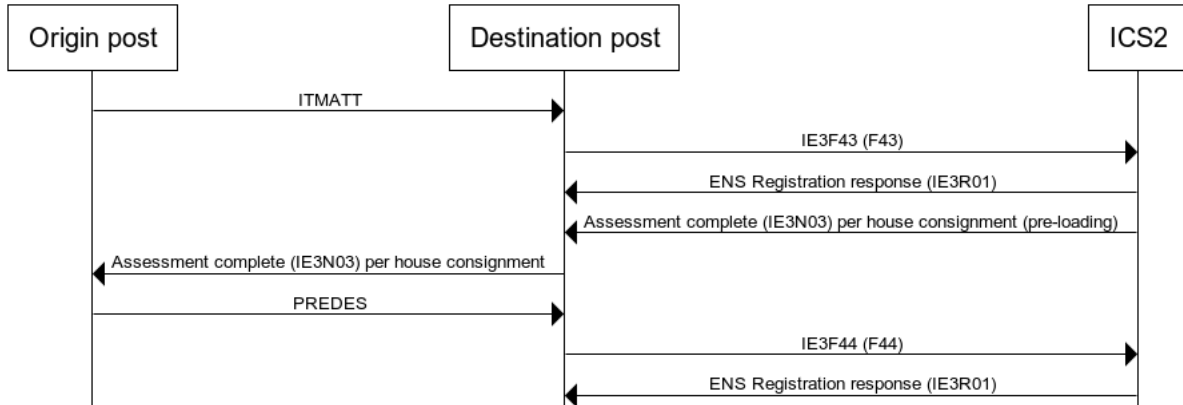 Origin post
Destination post
ICS2
ITMATT
IE3F43 (F43)
ENS Registration response (IE3R01)
Assessment complete (IE3N03) per house consignment (pre-loading)
Assessment complete (IE3N03) per house consignment
PREDES
IE3F44 (F44)
ENS Registration response (IE3R01)